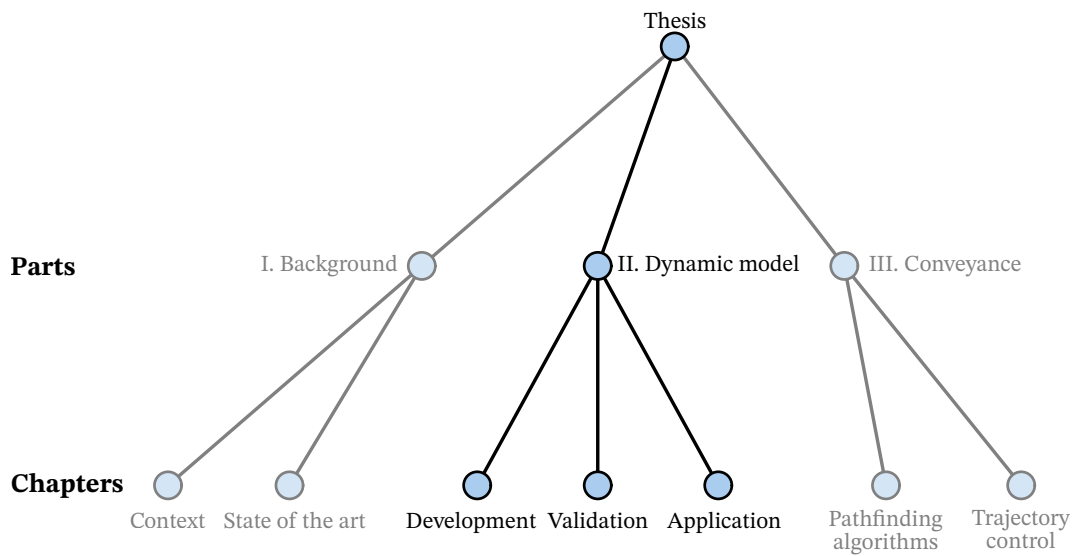 Thesis
Parts
I. Background
II. Dynamic model
III. Conveyance
Chapters
Context
State of the art
Development
Validation
Application
Pathfinding
algorithms
Trajectory
control